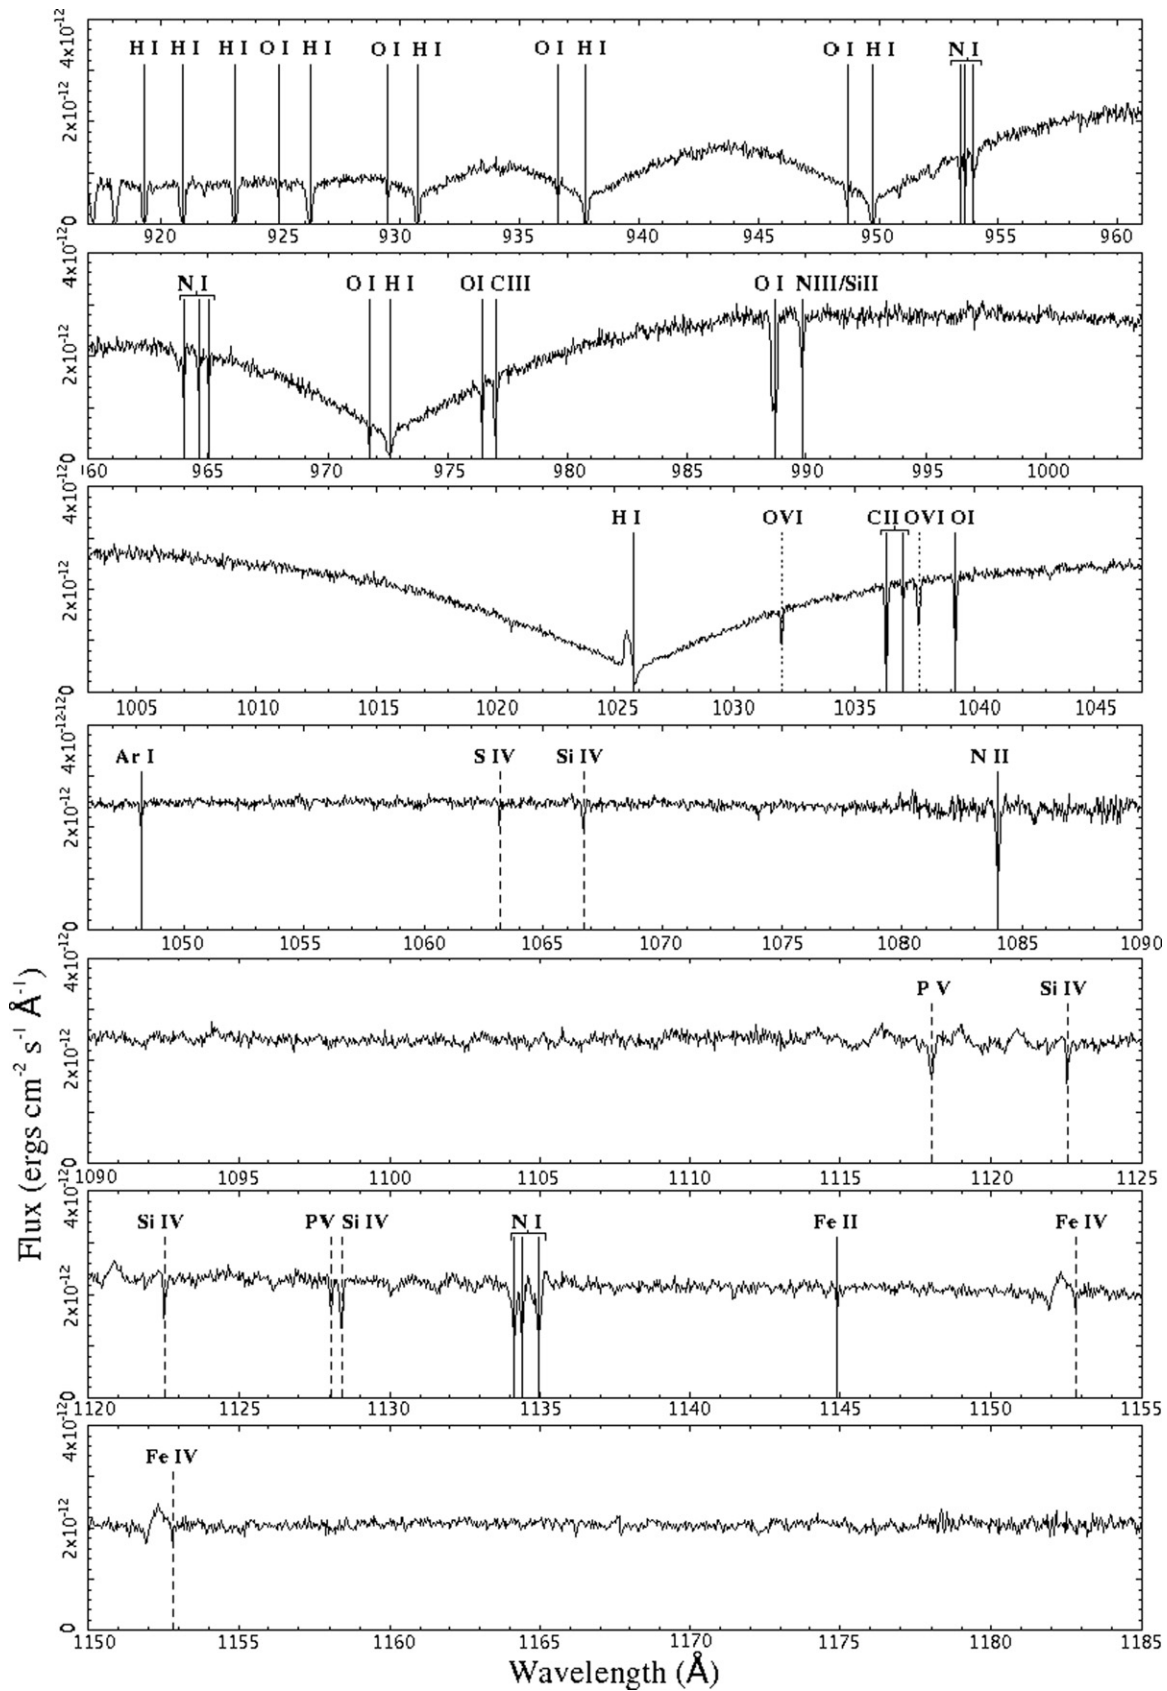 4x10⁻¹²
2x10⁻¹²
0
H I H I H I O I H I O I H I O I H I O I H I N I
920 925 930 935 940 945 950 955 960
4x10⁻¹²
2x10⁻¹²
0
N I O I H I OI CIII O I NIII/SiII
960 965 970 975 980 985 990 995 1000
4x10⁻¹²
2x10⁻¹²
0
H I OVI CII OVI OI
1005 1010 1015 1020 1025 1030 1035 1040 1045
4x10⁻¹²
2x10⁻¹²
0
Ar I S IV Si IV N II
1050 1055 1060 1065 1070 1075 1080 1085 1090
4x10⁻¹²
2x10⁻¹²
0
P V Si IV
1090 1095 1100 1105 1110 1115 1120 1125
4x10⁻¹²
2x10⁻¹²
0
Si IV PV Si IV N I Fe II Fe IV
1120 1125 1130 1135 1140 1145 1150 1155
4x10⁻¹²
2x10⁻¹²
0
Fe IV
1150 1155 1160 1165 1170 1175 1180 1185
Flux (ergs cm⁻² s⁻¹ Å⁻¹)
Wavelength (Å)